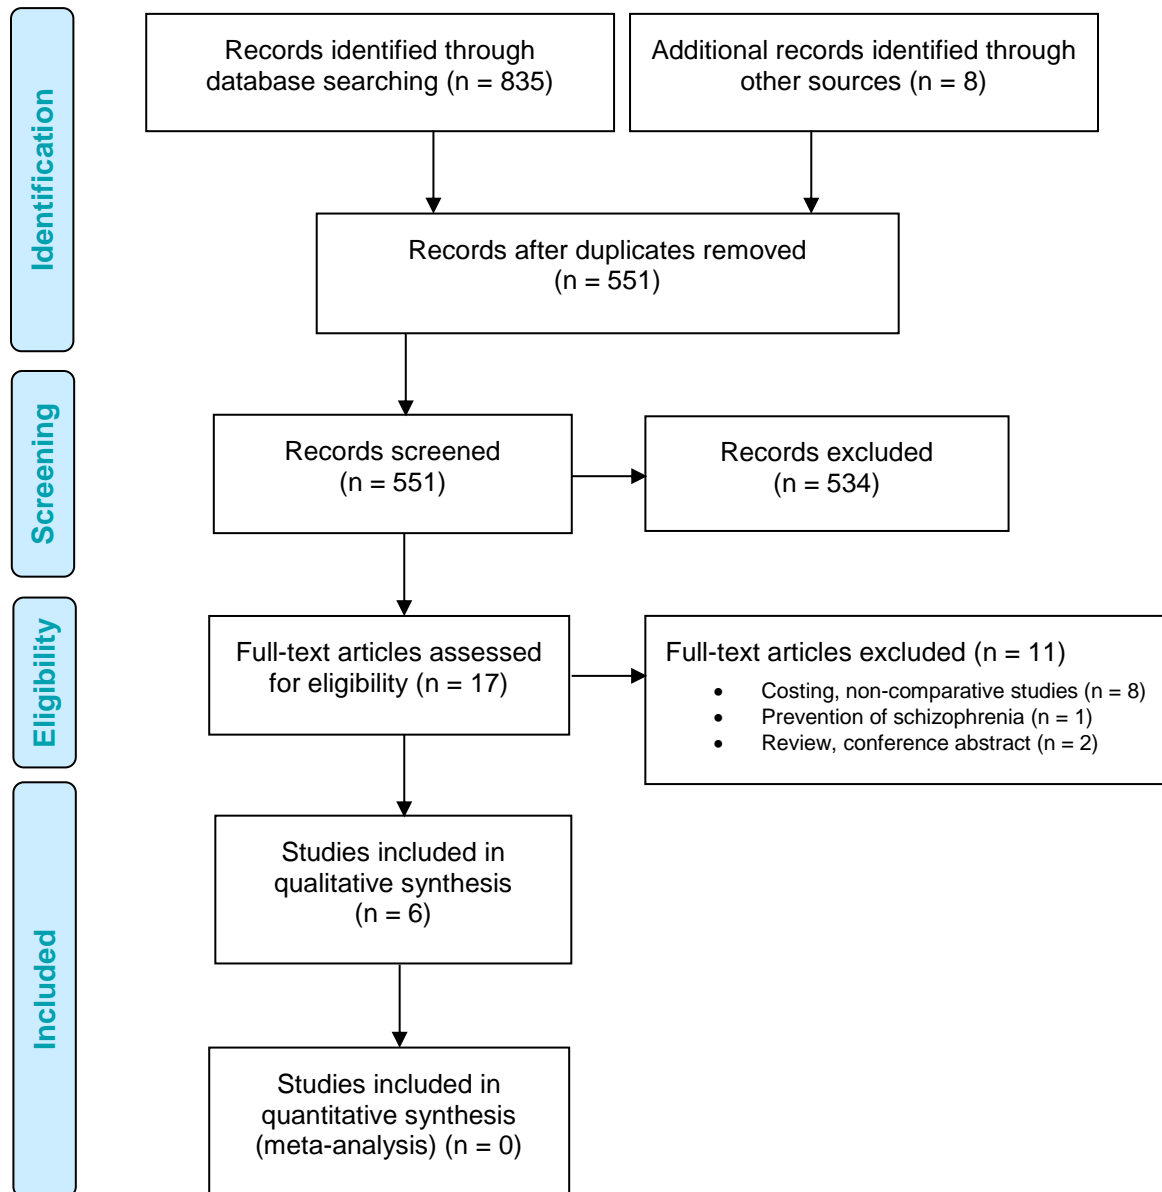 Identification
Records identified through
database searching (n = 835)
Additional records identified through
other sources (n = 8)
Records after duplicates removed
(n = 551)
Screening
Records screened
(n = 551)
Records excluded
(n = 534)
Eligibility
Full-text articles assessed
for eligibility (n = 17)
Full-text articles excluded (n = 11)
• Costing, non-comparative studies (n = 8)
• Prevention of schizophrenia (n = 1)
• Review, conference abstract (n = 2)
Included
Studies included in
qualitative synthesis
(n = 6)
Studies included in
quantitative synthesis
(meta-analysis) (n = 0)